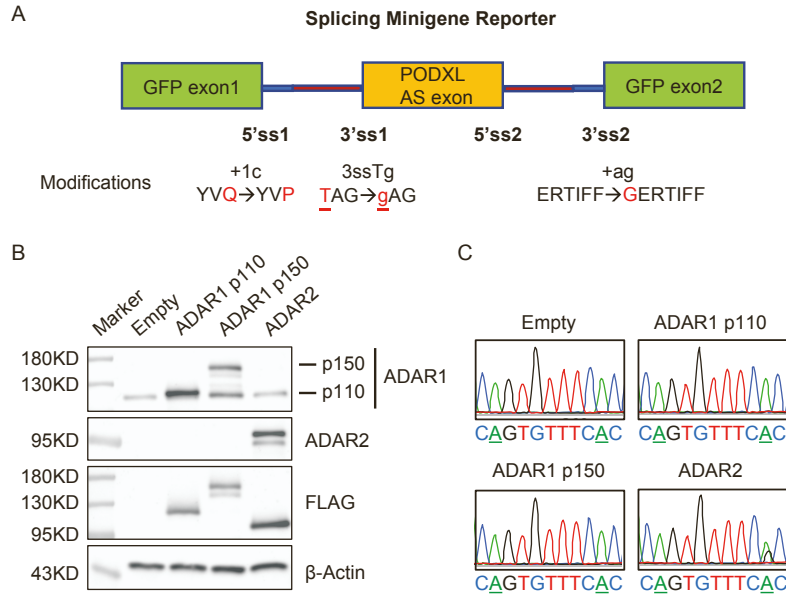 A
Splicing Minigene Reporter
GFP exon1
PODXL
AS exon
GFP exon2
5'ss1
3'ss1
5'ss2
3'ss2
Modifications
+1c
YVQ→YVP
3ssTg
TAG→gAG
+ag
ERTIFF→GERTIFF
B
Marker
Empty
ADAR1 p110
ADAR1 p150
ADAR2
180KD
130KD
p150
p110
ADAR1
95KD
ADAR2
180KD
130KD
95KD
FLAG
43KD
β-Actin
C
Empty
CAGTGTTTCAC
ADAR1 p110
CAGTGTTTCAC
ADAR1 p150
CAGTGTTTCAC
ADAR2
CAGTGTTTCAC